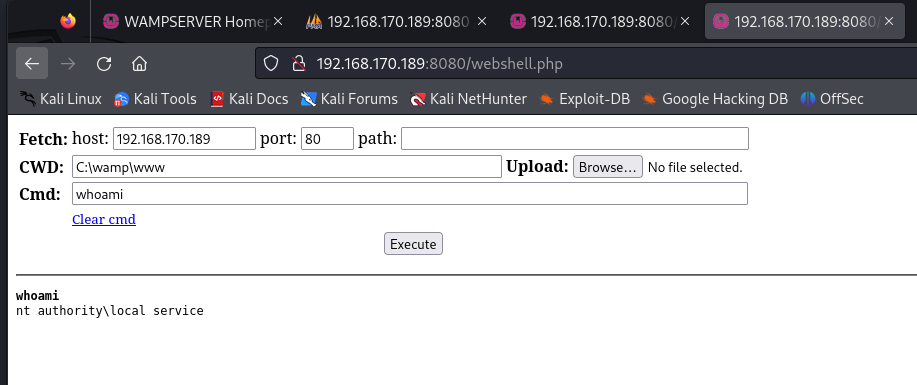 WAMPSERVER Home
192.168.170.189:8080
192.168.170.189:8080/
192.168.170.189:8080/
192.168.170.189:8080/webshell.php
Kali Linux Kali Tools Kali Docs Kali Forums Kali NetHunter Exploit-DB Google Hacking DB OffSec
Fetch: host: 192.168.170.189 port: 80 path:
CWD: C:\wamp\www Upload: Browse... No file selected.
Cmd: whoami
Clear cmd
Execute
whoami
nt authority\local service